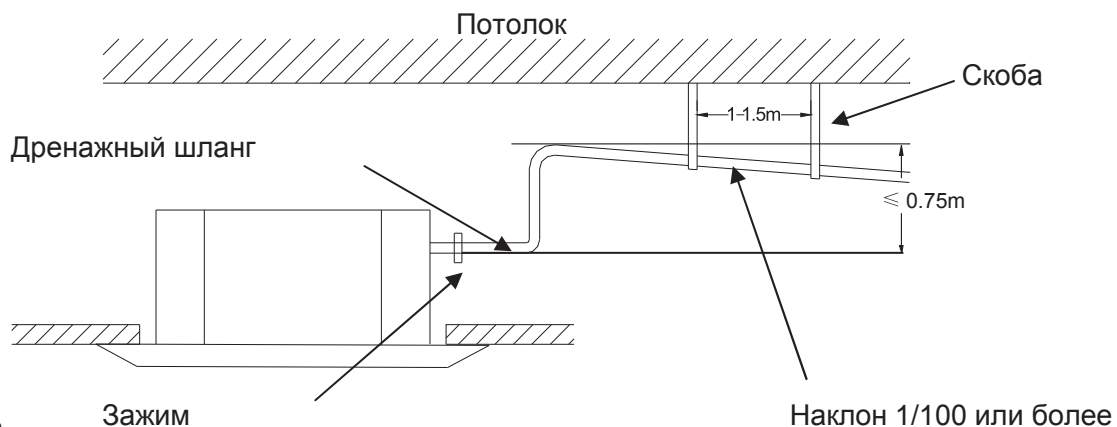 Потолок
Скоба
1-1.5m
Дренажный шланг
≤ 0.75m
Зажим
Наклон 1/100 или более